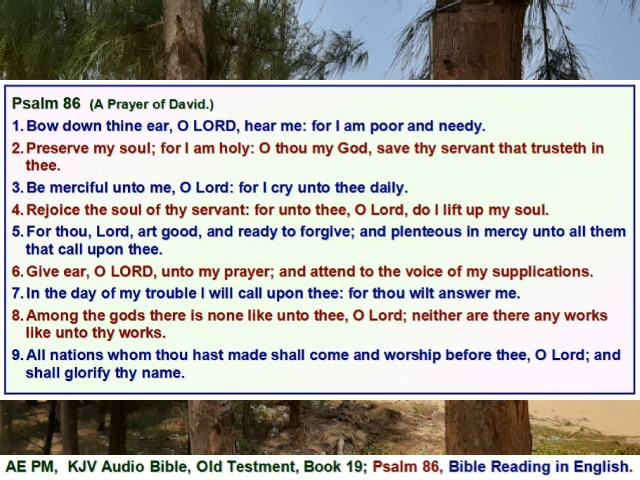 Psalm 86 (A Prayer of David.)
1. Bow down thine ear, O LORD, hear me: for I am poor and needy.
2. Preserve my soul; for I am holy: O thou my God, save thy servant that trusteth in
thee.
3. Be merciful unto me, O Lord: for I cry unto thee daily.
4. Rejoice the soul of thy servant: for unto thee, O Lord, do I lift up my soul.
5. For thou, Lord, art good, and ready to forgive; and plenteous in mercy unto all them
that call upon thee.
6. Give ear, O LORD, unto my prayer; and attend to the voice of my supplications.
7. In the day of my trouble I will call upon thee: for thou wilt answer me.
8. Among the gods there is none like unto thee, O Lord; neither are there any works
like unto thy works.
9. All nations whom thou hast made shall come and worship before thee, O Lord; and
shall glorify thy name.
AE PM, KJV Audio Bible, Old Testment, Book 19; Psalm 86, Bible Reading in English.